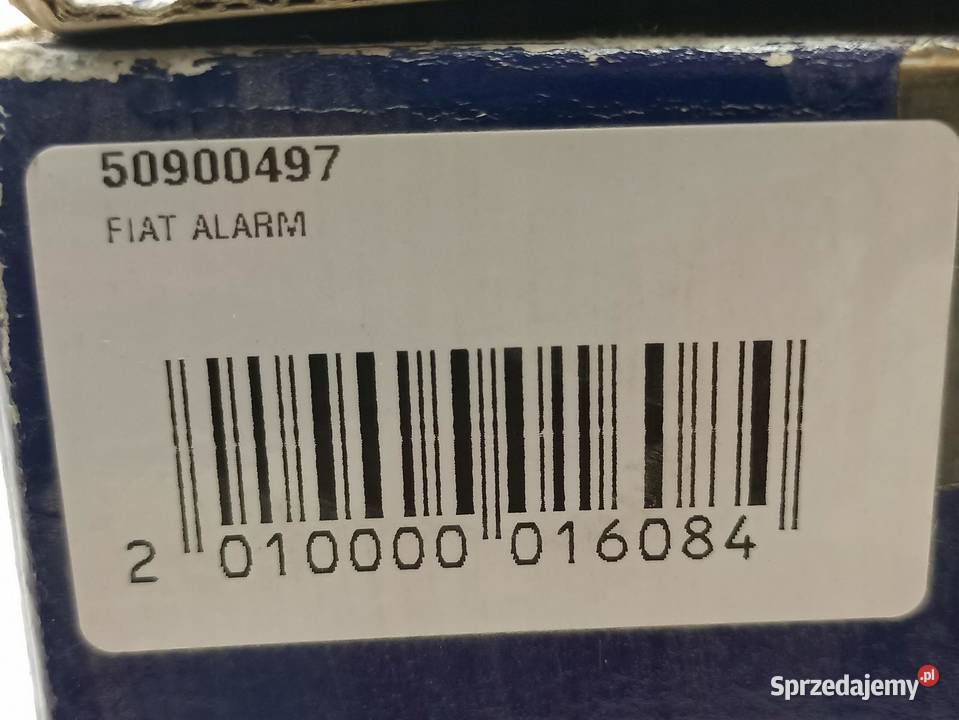 50900497
FIAT ALARM
2 010000 016084
Sprzedajemy.pl